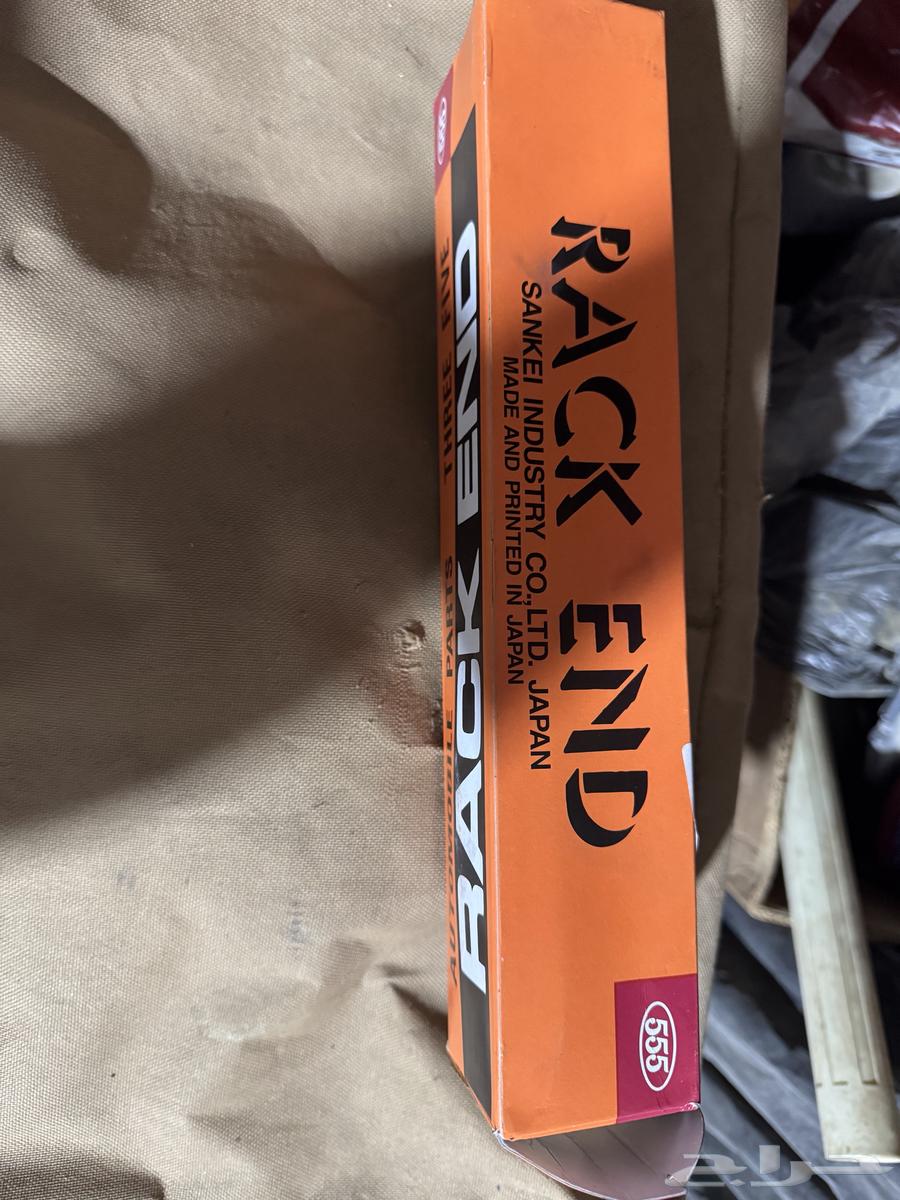 RACK END
SANKEI INDUSTRY CO.,LTD. JAPAN
MADE AND PRINTED IN JAPAN
555
RACK END
AUTOMOBILE PARTS THREE FIVE
555
حراج